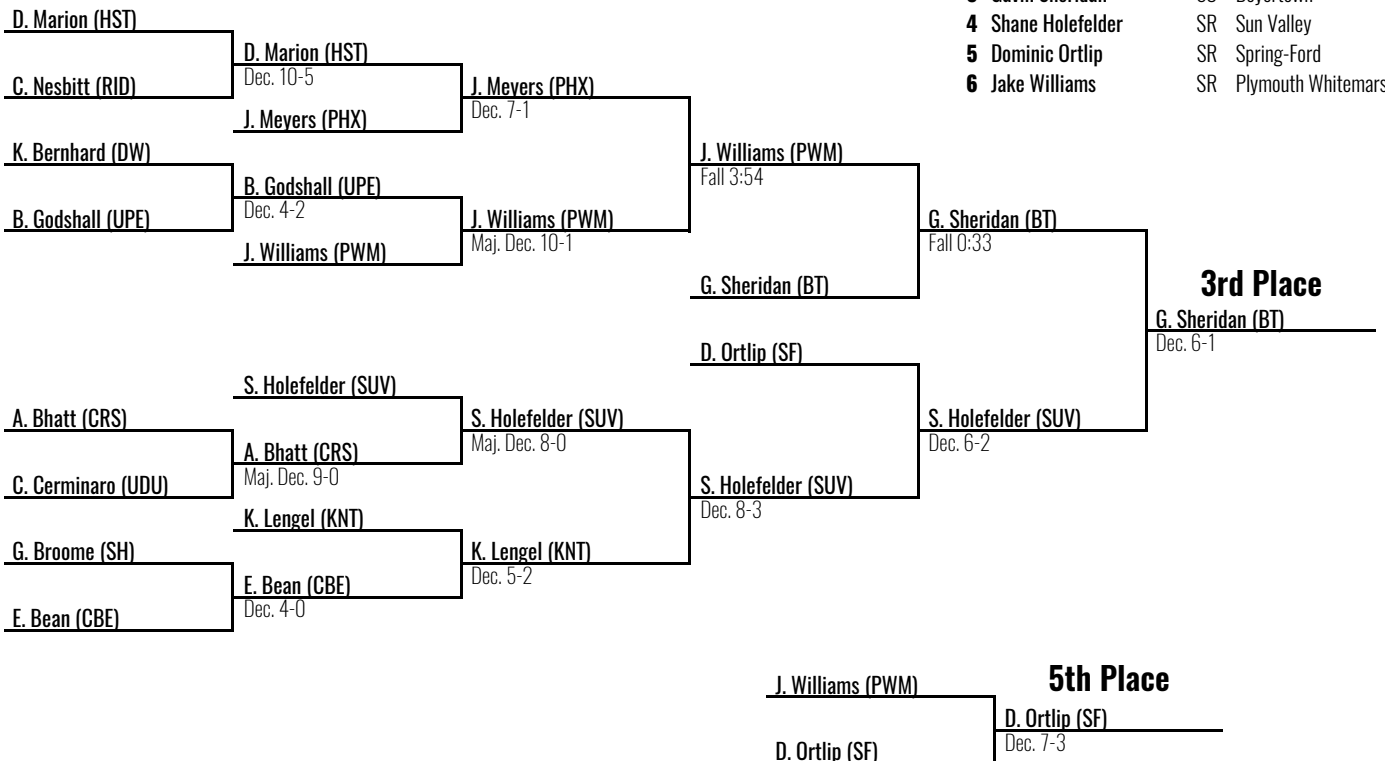 4 Shane Holefelder SR Sun Valley
5 Dominic Ortlip SR Spring-Ford
6 Jake Williams SR Plymouth
D. Marion (HST)
C. Nesbitt (RID)
K. Bernhard (DW)
B. Godshall (UPE)
A. Bhatt (CRS)
C. Cerminaro (UDU)
G. Broome (SH)
E. Bean (CBE)
D. Marion (HST)
Dec. 10-5
J. Meyers (PHX)
B. Godshall (UPE)
Dec. 4-2
J. Williams (PWM)
S. Holefelder (SUV)
A. Bhatt (CRS)
Maj. Dec. 9-0
K. Lengel (KNT)
E. Bean (CBE)
Dec. 4-0
J. Meyers (PHX)
Dec. 7-1
J. Williams (PWM)
Maj. Dec. 10-1
S. Holefelder (SUV)
Maj. Dec. 8-0
K. Lengel (KNT)
Dec. 5-2
J. Williams (PWM)
Fall 3:54
G. Sheridan (BT)
D. Ortlip (SF)
S. Holefelder (SUV)
Dec. 8-3
G. Sheridan (BT)
Fall 0:33
S. Holefelder (SUV)
Dec. 6-2
3rd Place
G. Sheridan (BT)
Dec. 6-1
5th Place
J. Williams (PWM)
D. Ortlip (SF)
D. Ortlip (SF)
Dec. 7-3